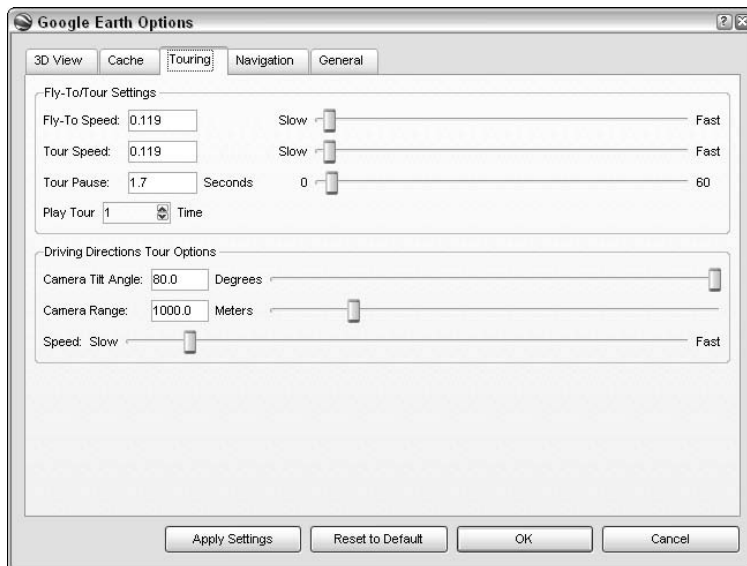 Google Earth Options
3D View Cache Touring Navigation General
Fly-To/Tour Settings
Fly-To Speed: 0.119 Slow Fast
Tour Speed: 0.119 Slow Fast
Tour Pause: 1.7 Seconds 0 60
Play Tour 1 Time
Driving Directions Tour Options
Camera Tilt Angle: 80.0 Degrees
Camera Range: 1000.0 Meters
Speed: Slow Fast
Apply Settings Reset to Default OK Cancel